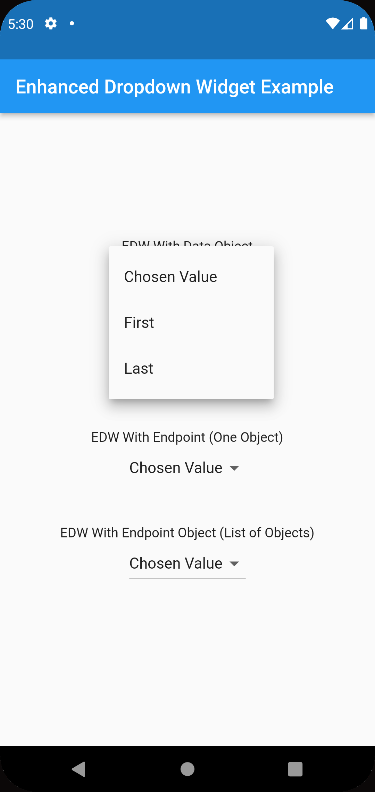 5:30
Enhanced Dropdown Widget Example
EDW With Data Object
Chosen Value
First
Last
EDW With Endpoint (One Object)
Chosen Value
EDW With Endpoint Object (List of Objects)
Chosen Value